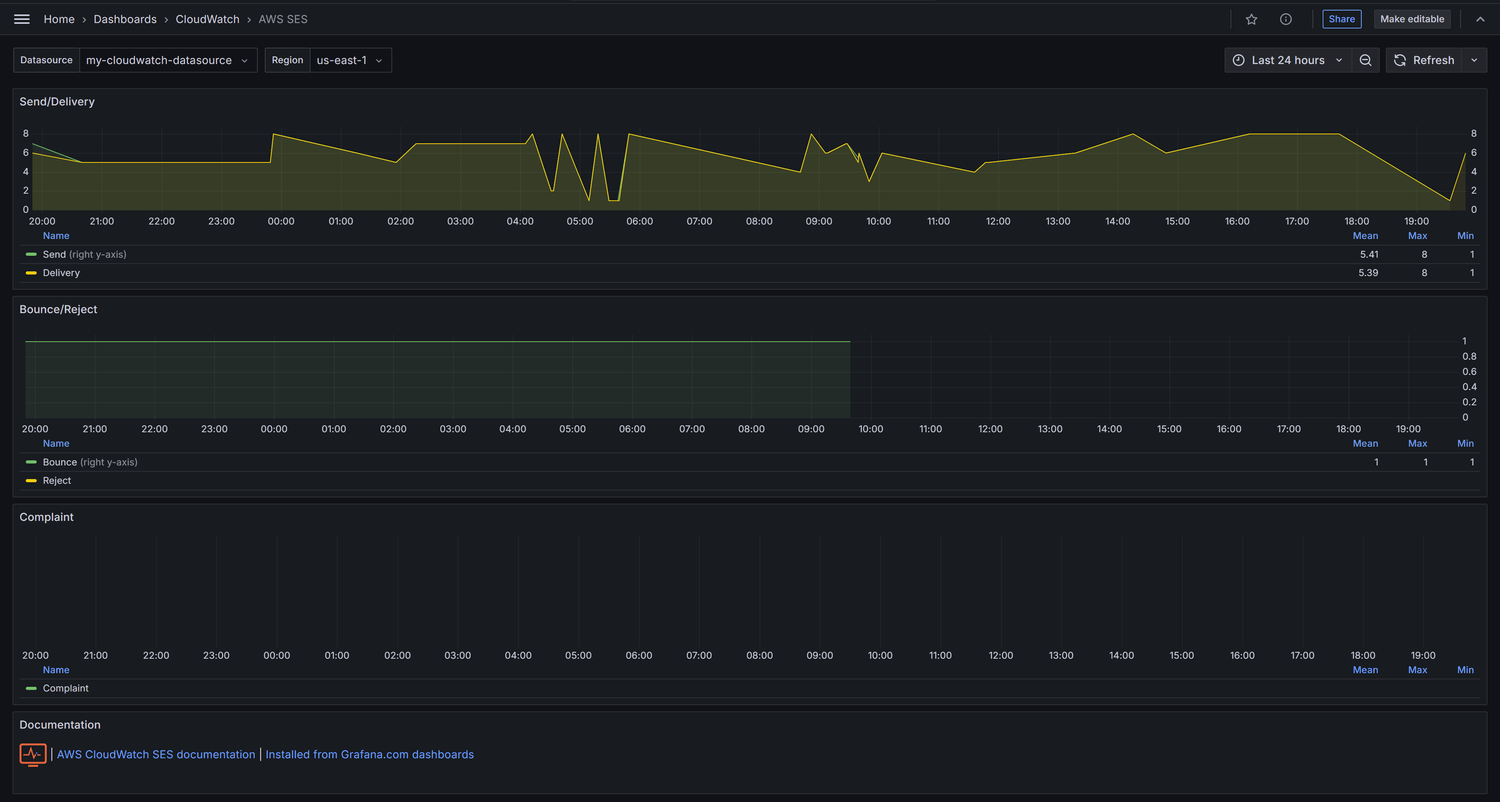 Home › Dashboards › CloudWatch › AWS SES
Share
Make editable
Datasource my-cloudwatch-datasource
Region us-east-1
Last 24 hours
Refresh
Send/Delivery
8 8
6 6
4 4
2 2
0 0
20:00 21:00 22:00 23:00 00:00 01:00 02:00 03:00 04:00 05:00 06:00 07:00 08:00 09:00 10:00 11:00 12:00 13:00 14:00 15:00 16:00 17:00 18:00 19:00
Name Mean Max Min
Send (right y-axis) 5.41 8 1
Delivery 5.39 8 1
Bounce/Reject
1
0.8
0.6
0.4
0.2
0
20:00 21:00 22:00 23:00 00:00 01:00 02:00 03:00 04:00 05:00 06:00 07:00 08:00 09:00 10:00 11:00 12:00 13:00 14:00 15:00 16:00 17:00 18:00 19:00
Name Mean Max Min
Bounce (right y-axis) 1 1 1
Reject
Complaint
20:00 21:00 22:00 23:00 00:00 01:00 02:00 03:00 04:00 05:00 06:00 07:00 08:00 09:00 10:00 11:00 12:00 13:00 14:00 15:00 16:00 17:00 18:00 19:00
Name Mean Max Min
Complaint
Documentation
| AWS CloudWatch SES documentation | Installed from Grafana.com dashboards